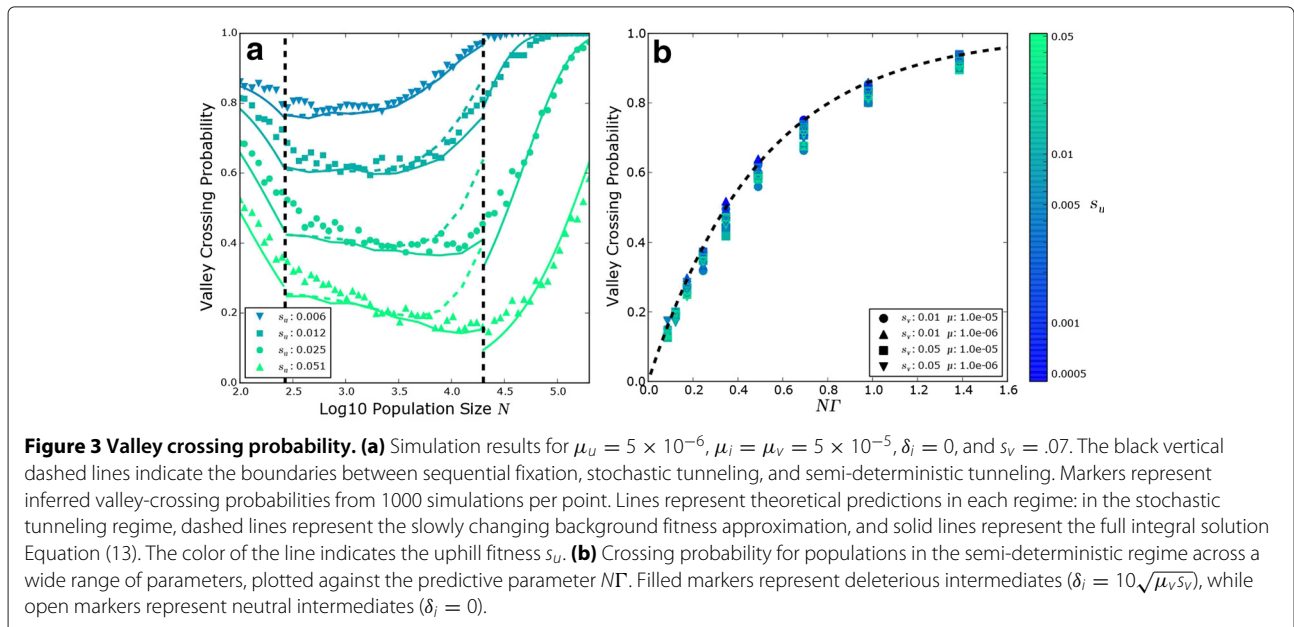 a
Valley Crossing Probability
1.0
0.8
0.6
0.4
0.2
0.0
2.0 2.5 3.0 3.5 4.0 4.5 5.0
Log10 Population Size N
s_u: 0.006
s_u: 0.012
s_u: 0.025
s_u: 0.051
b
Valley Crossing Probability
1.0
0.8
0.6
0.4
0.2
0.0
0.0 0.2 0.4 0.6 0.8 1.0 1.2 1.4 1.6
NΓ
s_v: 0.01 μ: 1.0e-05
s_v: 0.01 μ: 1.0e-06
s_v: 0.05 μ: 1.0e-05
s_v: 0.05 μ: 1.0e-06
0.05
0.01
0.005
0.001
0.0005
s_u
Figure 3 Valley crossing probability. (a) Simulation results for μ_u = 5 × 10^−6, μ_i = μ_v = 5 × 10^−5, δ_i = 0, and s_v = .07. The black vertical
dashed lines indicate the boundaries between sequential fixation, stochastic tunneling, and semi-deterministic tunneling. Markers represent
inferred valley-crossing probabilities from 1000 simulations per point. Lines represent theoretical predictions in each regime: in the stochastic
tunneling regime, dashed lines represent the slowly changing background fitness approximation, and solid lines represent the full integral solution
Equation (13). The color of the line indicates the uphill fitness s_u. (b) Crossing probability for populations in the semi-deterministic regime across a
wide range of parameters, plotted against the predictive parameter NΓ. Filled markers represent deleterious intermediates (δ_i = 10√μ_v s_v), while
open markers represent neutral intermediates (δ_i = 0).